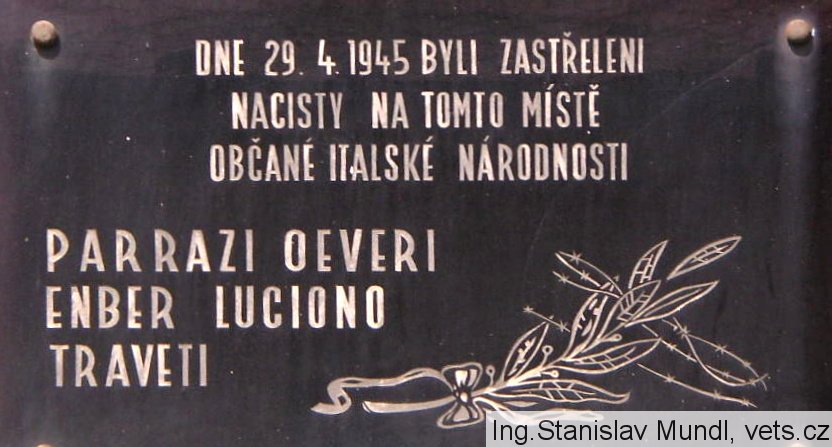 DNE 29. 4. 1945 BYLI ZASTŘELENI
NACISTY NA TOMTO MÍSTĚ
OBČANÉ ITALSKÉ NÁRODNOSTI
PARRAZI OEVERI
ENBER LUCIONO
TRAVETI
Ing.Stanislav Mundl, vets.cz